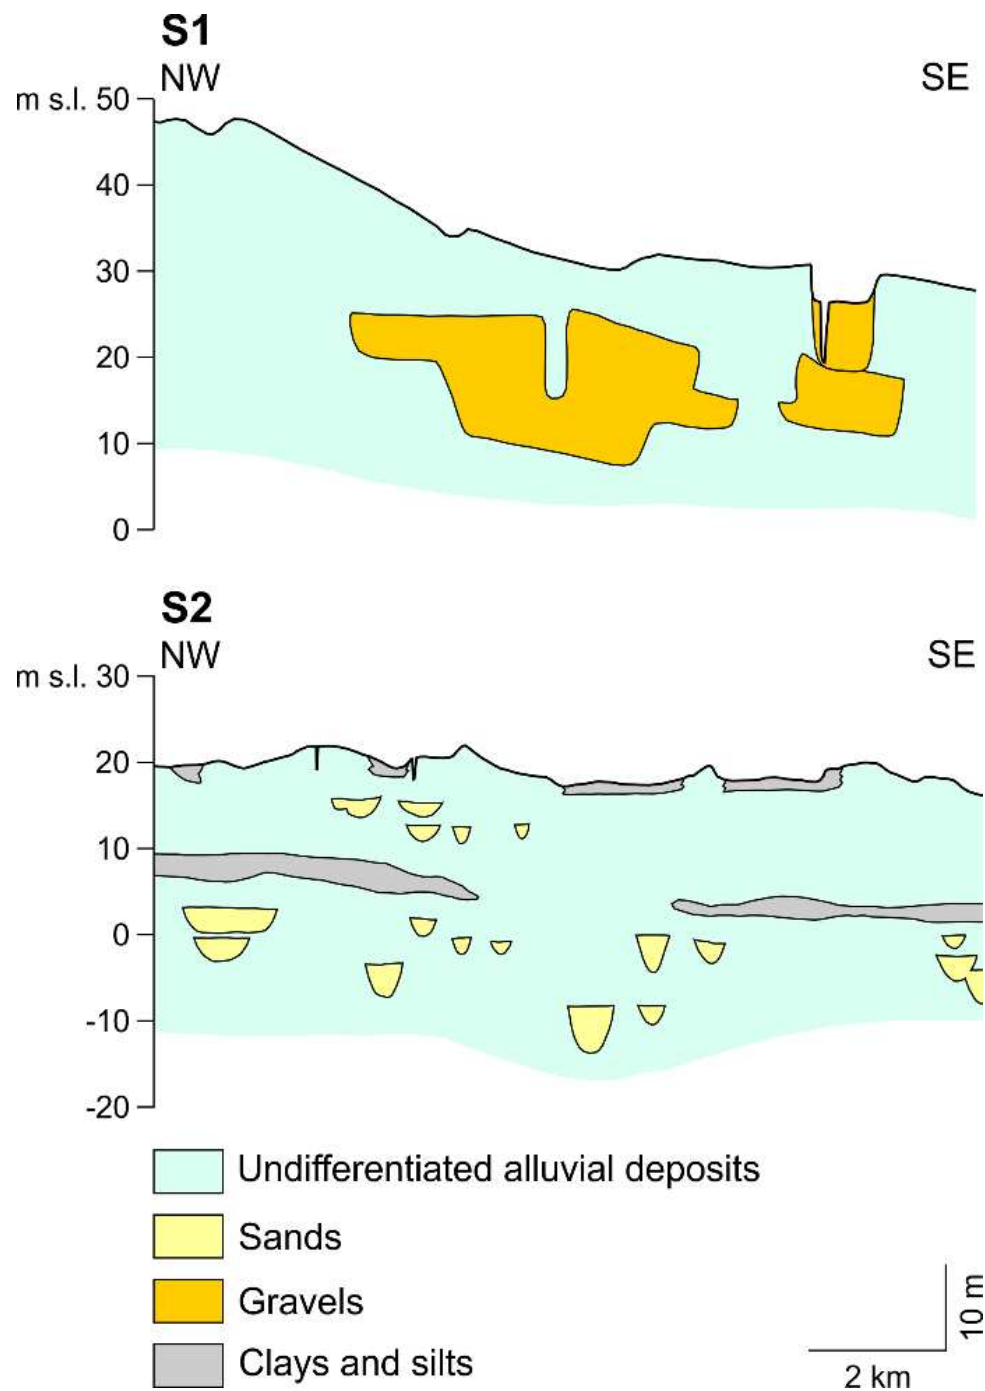 S1
NW SE
m s.l. 50
40
30
20
10
0
S2
NW SE
m s.l. 30
20
10
0
-10
-20
Undifferentiated alluvial deposits
Sands
Gravels
Clays and silts
10 m
2 km